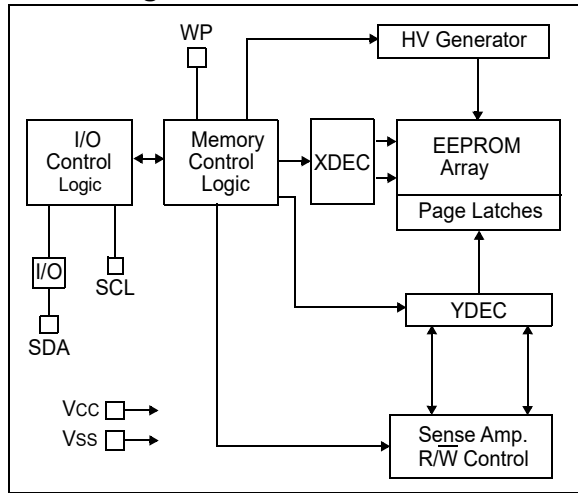 WP
HV Generator
I/O
Control
Logic
Memory
Control
Logic
XDEC
EEPROM
Array
Page Latches
I/O
SCL
SDA
YDEC
Vcc
Vss
Sense Amp.
R/W̅ Control